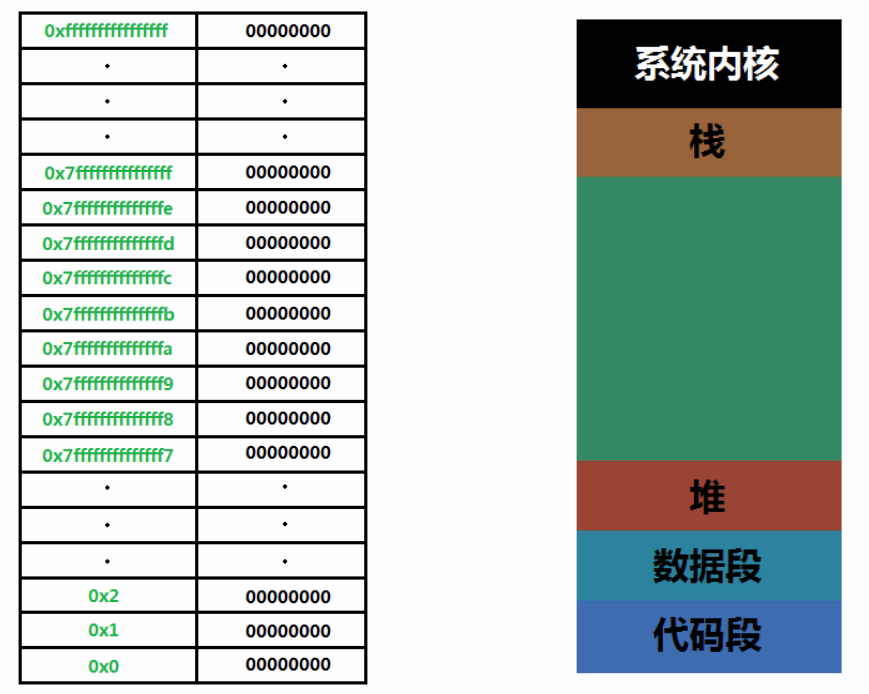 0xffffffffffffffff 00000000
. .
. .
. .
0x7fffffffffffffff 00000000
0x7ffffffffffffffe 00000000
0x7ffffffffffffffd 00000000
0x7ffffffffffffffc 00000000
0x7ffffffffffffffb 00000000
0x7ffffffffffffffa 00000000
0x7ffffffffffffff9 00000000
0x7ffffffffffffff8 00000000
0x7ffffffffffffff7 00000000
. .
. .
. .
0x2 00000000
0x1 00000000
0x0 00000000
系统内核
栈
堆
数据段
代码段